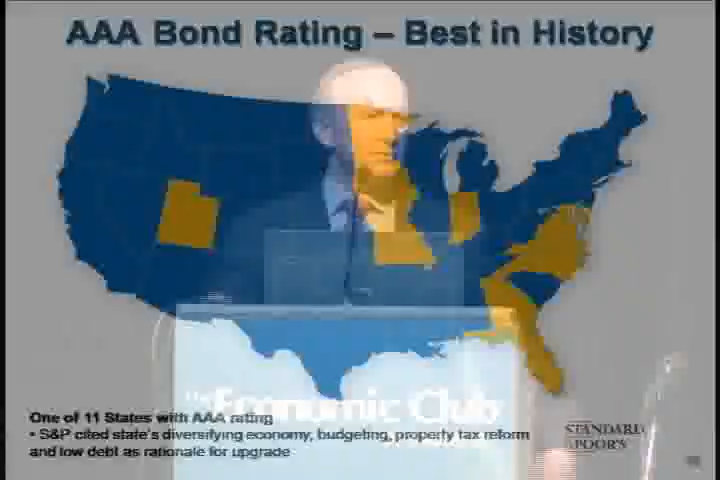 AAA Bond Rating – Best in History
Economic Club
One of 11 States with AAA rating
• S&P cited state's diversifying economy, budgeting, property tax reform
and low debt as rationale for upgrade
STANDARD
&POOR'S